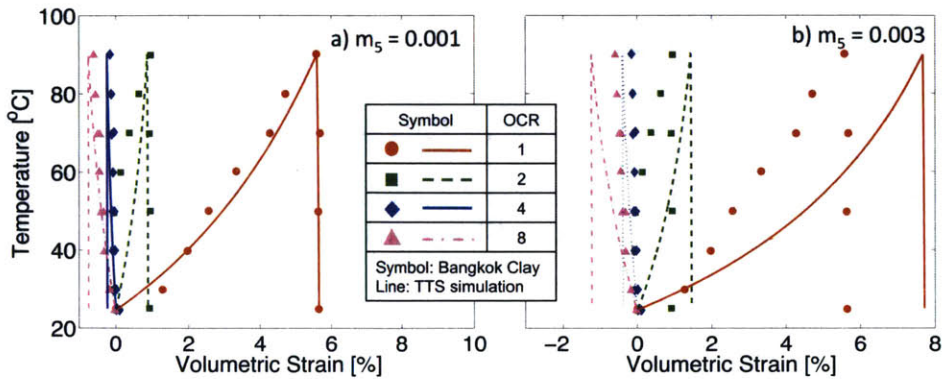 a) m5 = 0.001
b) m5 = 0.003
100
80
60
40
20
Temperature [°C]
0 2 4 6 8 10
Volumetric Strain [%]
Symbol OCR
1
2
4
8
Symbol: Bangkok Clay
Line: TTS simulation
-2 0 2 4 6 8
Volumetric Strain [%]